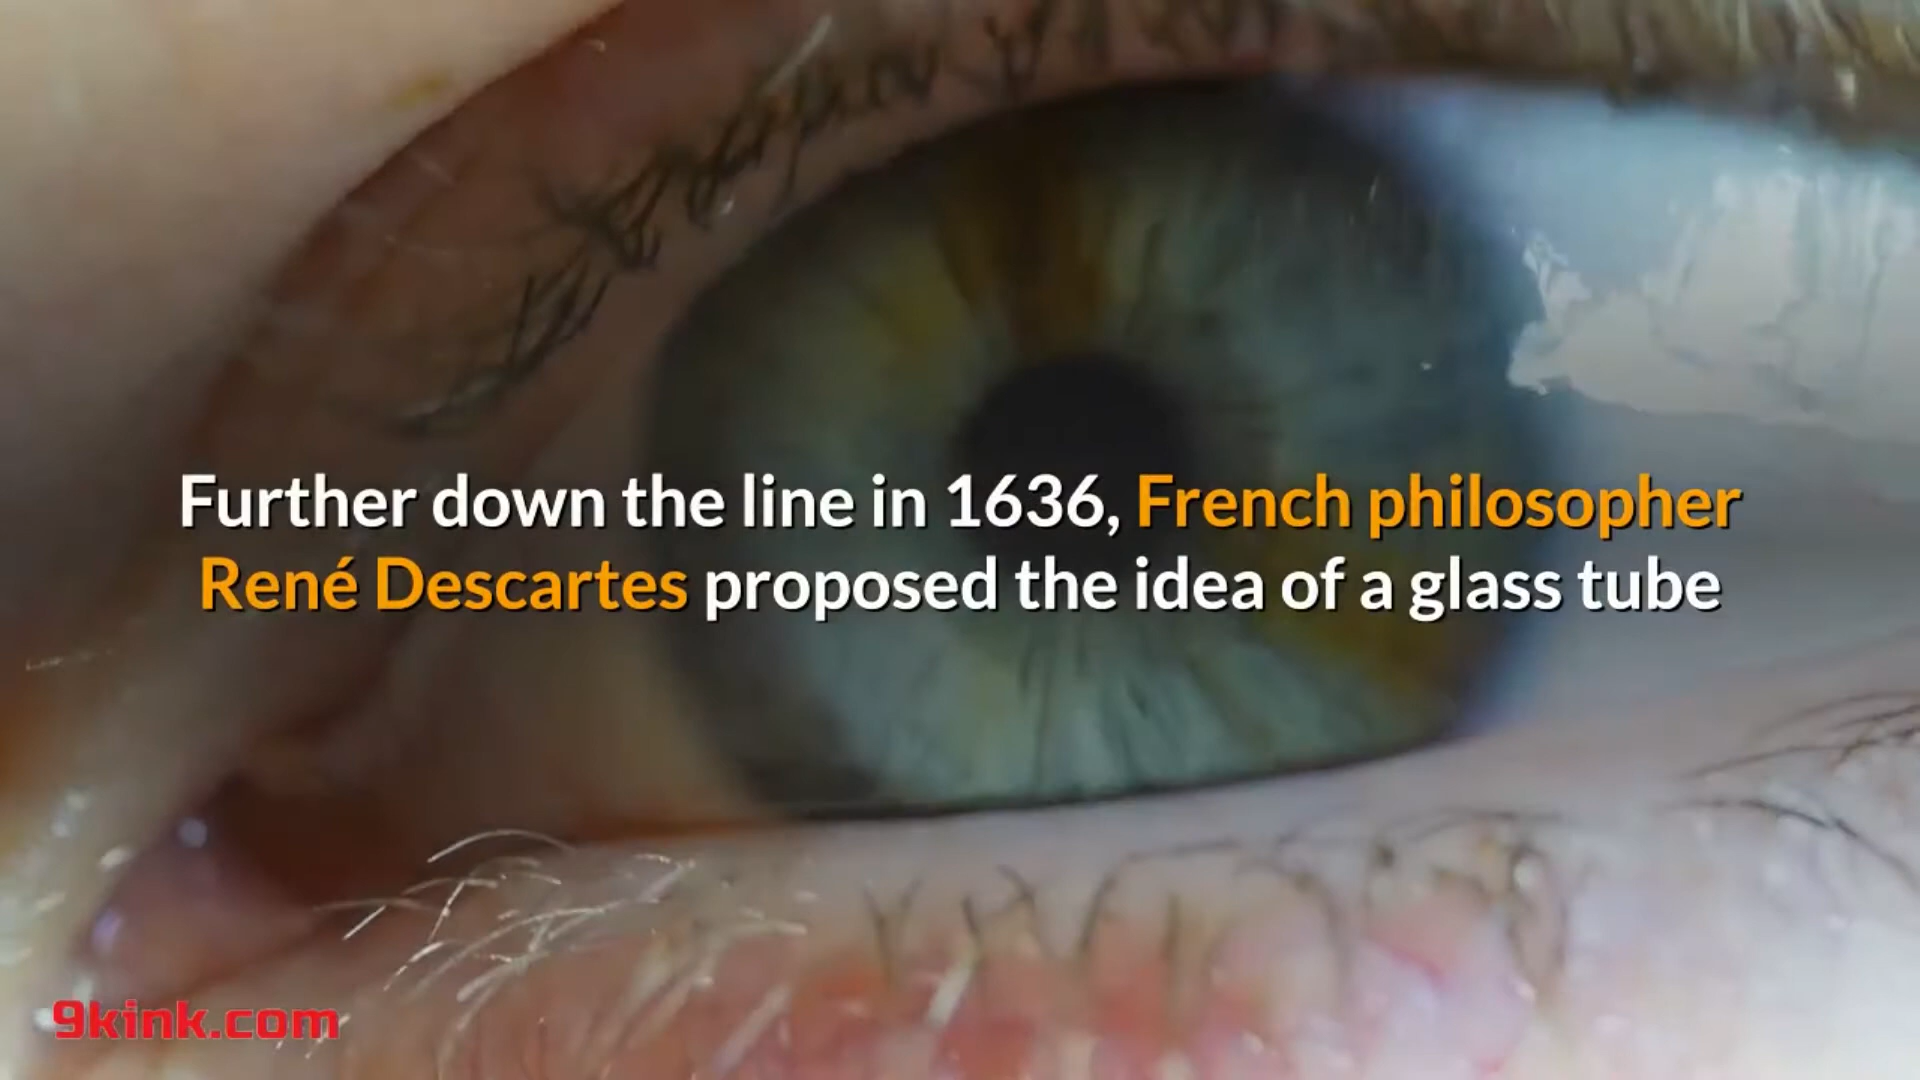 Further down the line in 1636, French philosopher
René Descartes proposed the idea of a glass tube
9kink.com